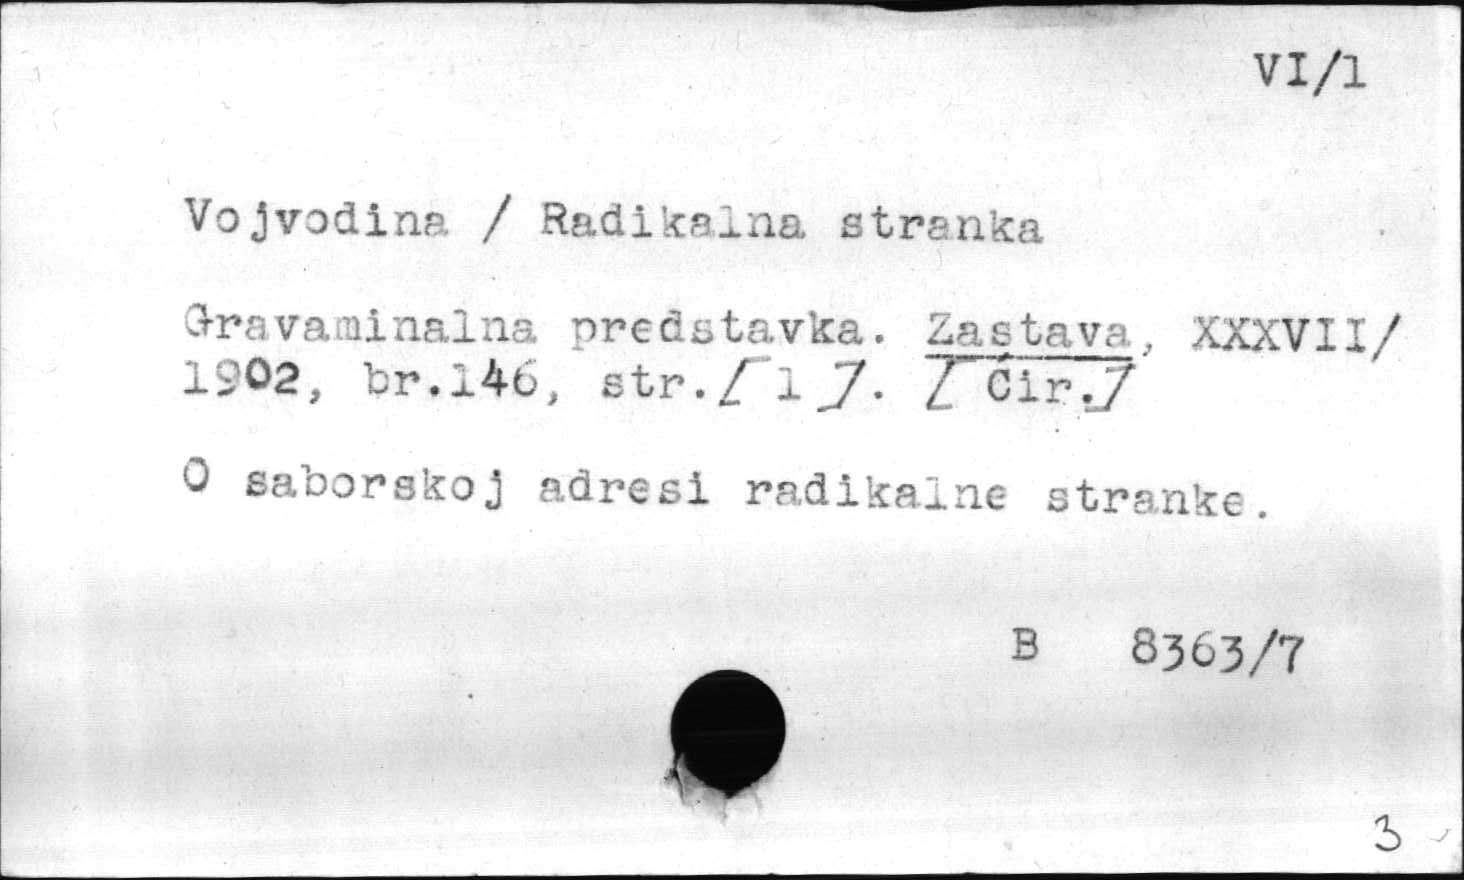 VI/1
Vojvodina / Radikalna stranka
Gravaminalna predstavka. Zastava, XXXVII/
1902, br.146, str.[ 1 ]. [ Ćir.]
O saborskoj adresi radikalne stranke.
B 8363/7
3